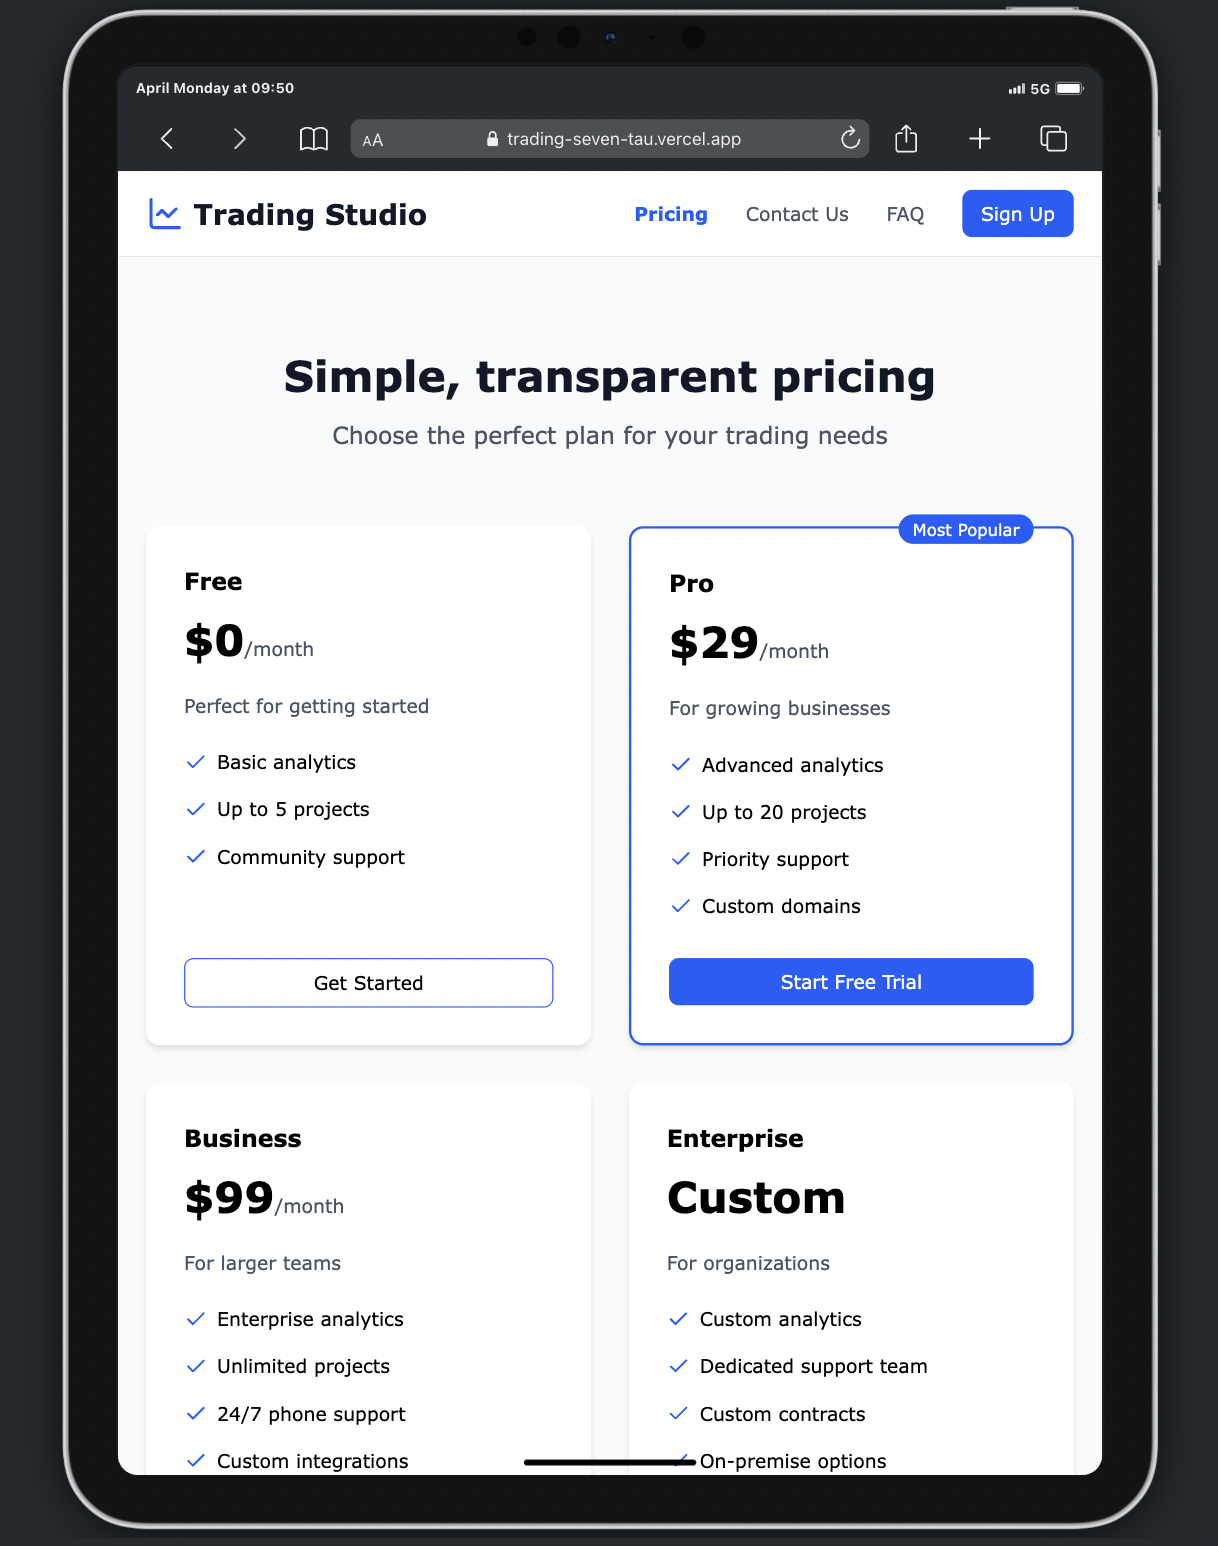 April Monday at 09:50
5G
AA
trading-seven-tau.vercel.app
Trading Studio
Pricing
Contact Us
FAQ
Sign Up
Simple, transparent pricing
Choose the perfect plan for your trading needs
Free
$0/month
Perfect for getting started
Basic analytics
Up to 5 projects
Community support
Get Started
Most Popular
Pro
$29/month
For growing businesses
Advanced analytics
Up to 20 projects
Priority support
Custom domains
Start Free Trial
Business
$99/month
For larger teams
Enterprise analytics
Unlimited projects
24/7 phone support
Custom integrations
Enterprise
Custom
For organizations
Custom analytics
Dedicated support team
Custom contracts
On-premise options